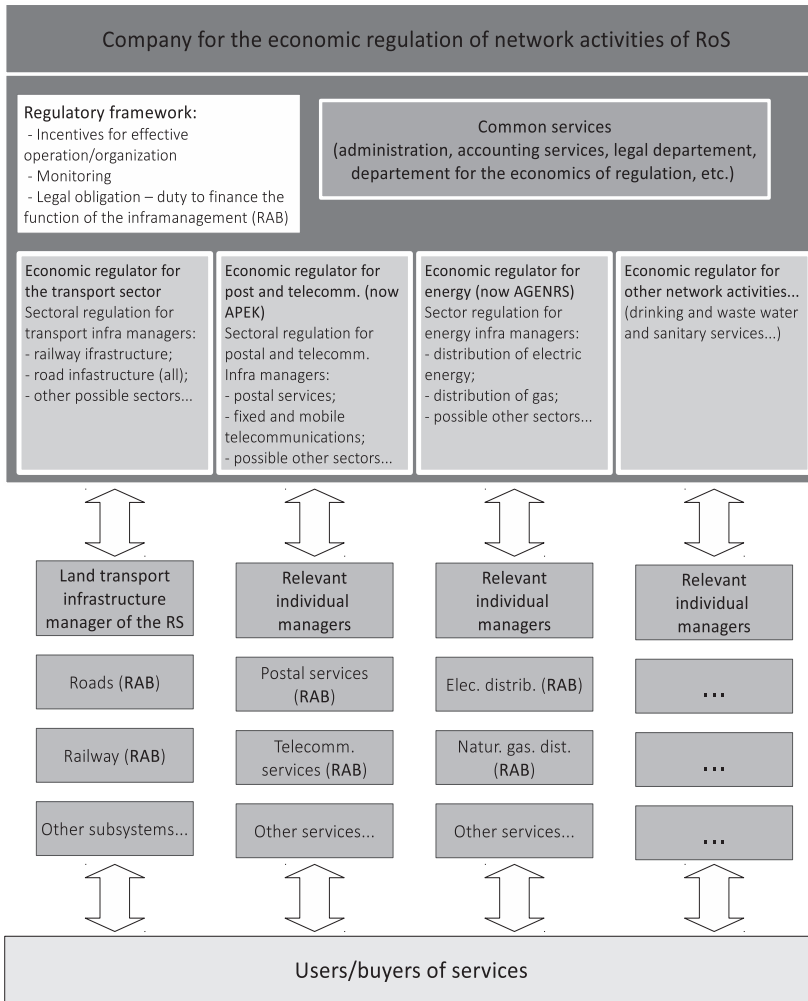 Company for the economic regulation of network activities of RoS
Regulatory framework:
- Incentives for effective
operation/organization
- Monitoring
- Legal obligation – duty to finance the
function of the inframanagement (RAB)
Common services
(administration, accounting services, legal departement,
departement for the economics of regulation, etc.)
Economic regulator for
the transport sector
Sectoral regulation for
transport infra managers:
- railway ifrastructure;
- road infastructure (all);
- other possible sectors...
Economic regulator for
post and telecomm. (now
APEK)
Sectoral regulation for
postal and telecomm.
Infra managers:
- postal services;
- fixed and mobile
telecommunications;
- possible other sectors...
Economic regulator for
energy (now AGENRS)
Sector regulation for
energy infra managers:
- distribution of electric
energy;
- distribution of gas;
- possible other sectors...
Economic regulator for
other network activities...
(drinking and waste water
and sanitary services...)
Land transport
infrastructure
manager of the RS
Roads (RAB)
Railway (RAB)
Other subsystems...
Relevant
individual
managers
Postal services
(RAB)
Telecomm.
services (RAB)
Other services...
Relevant
individual
managers
Elec. distrib. (RAB)
Natur. gas. dist.
(RAB)
Other services...
Relevant
individual
managers
...
...
...
Users/buyers of services